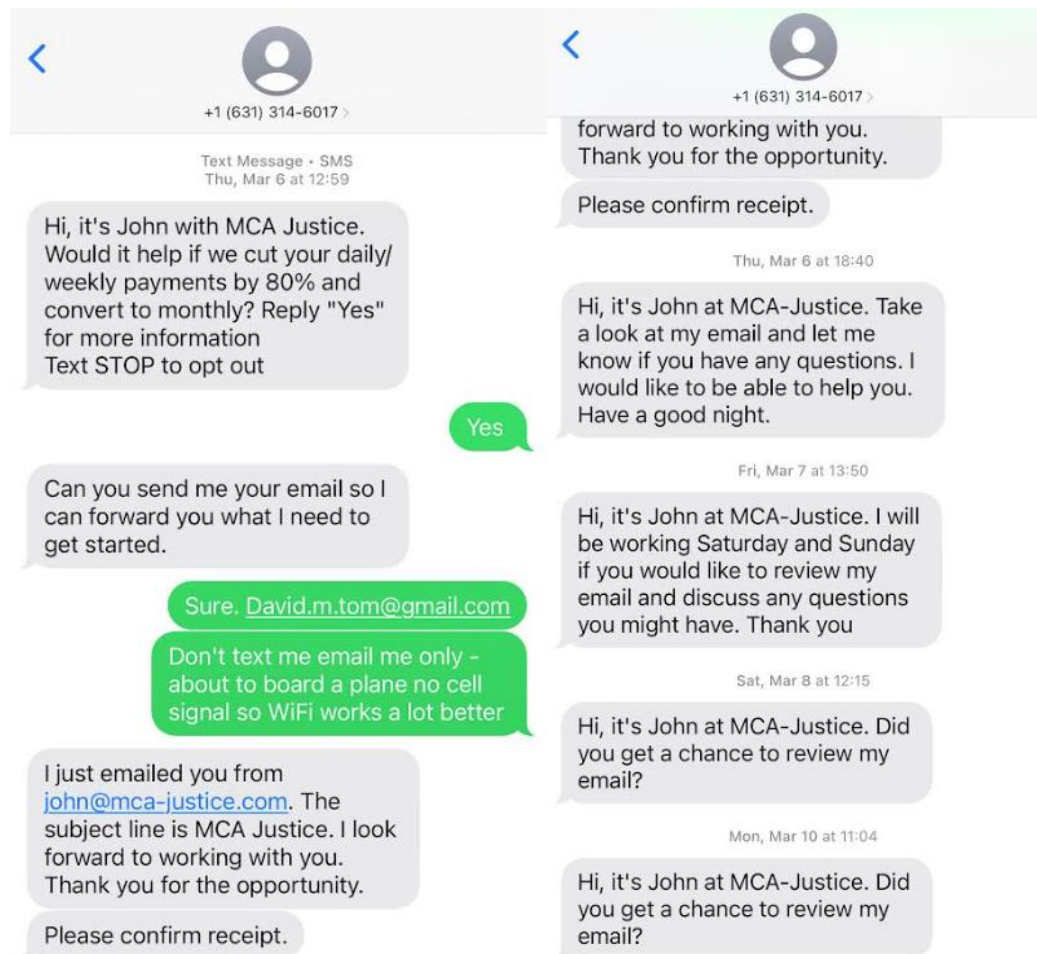 +1 (631) 314-6017 >
Text Message • SMS
Thu, Mar 6 at 12:59
Hi, it's John with MCA Justice.
Would it help if we cut your daily/
weekly payments by 80% and
convert to monthly? Reply "Yes"
for more information
Text STOP to opt out
Yes
Can you send me your email so I
can forward you what I need to
get started.
Sure. David.m.tom@gmail.com
Don't text me email me only -
about to board a plane no cell
signal so WiFi works a lot better
I just emailed you from
john@mca-justice.com. The
subject line is MCA Justice. I look
forward to working with you.
Thank you for the opportunity.
Please confirm receipt.
+1 (631) 314-6017 >
forward to working with you.
Thank you for the opportunity.
Please confirm receipt.
Thu, Mar 6 at 18:40
Hi, it's John at MCA-Justice. Take
a look at my email and let me
know if you have any questions. I
would like to be able to help you.
Have a good night.
Fri, Mar 7 at 13:50
Hi, it's John at MCA-Justice. I will
be working Saturday and Sunday
if you would like to review my
email and discuss any questions
you might have. Thank you
Sat, Mar 8 at 12:15
Hi, it's John at MCA-Justice. Did
you get a chance to review my
email?
Mon, Mar 10 at 11:04
Hi, it's John at MCA-Justice. Did
you get a chance to review my
email?